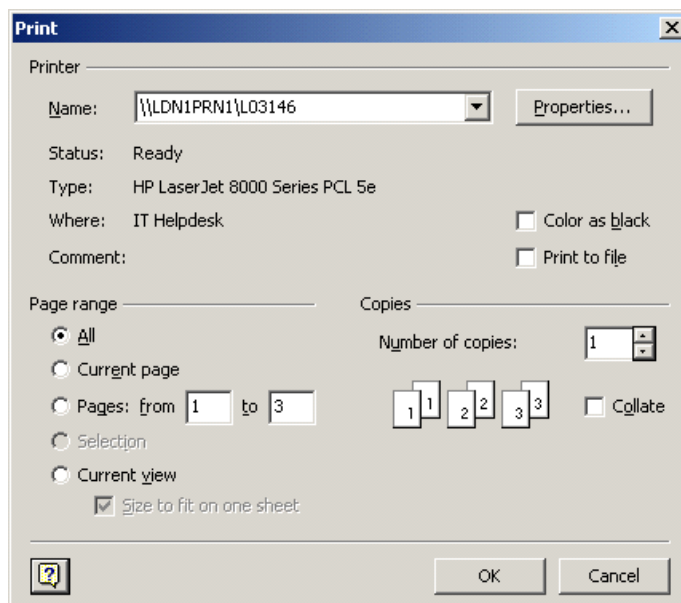 Print
Printer
Name: \\LDN1PRN1\L03146 Properties...
Status: Ready
Type: HP LaserJet 8000 Series PCL 5e
Where: IT Helpdesk Color as black
Comment: Print to file
Page range Copies
All Number of copies: 1
Current page
Pages: from 1 to 3 1 1 2 2 3 3 Collate
Selection
Current view
Size to fit on one sheet
? OK Cancel